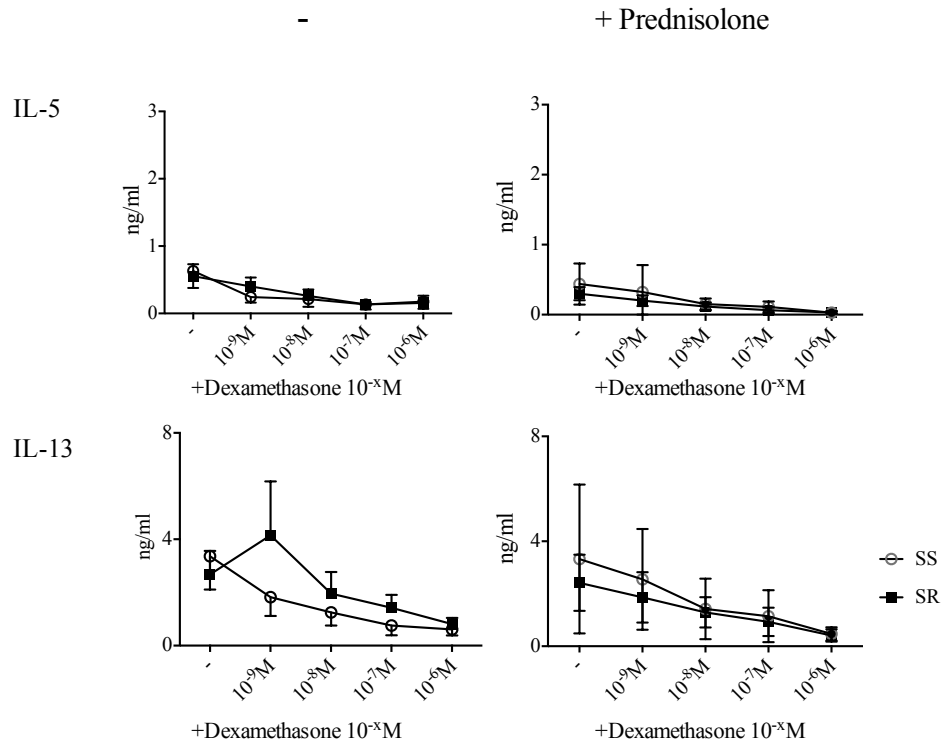 - + Prednisolone
IL-5
3 3
2 2
ng/ml ng/ml
1 1
0 0
- 10⁻⁹M 10⁻⁸M 10⁻⁷M 10⁻⁶M - 10⁻⁹M 10⁻⁸M 10⁻⁷M 10⁻⁶M
+Dexamethasone 10⁻ˣM +Dexamethasone 10⁻ˣM
IL-13
8 8
ng/ml ng/ml
4 4
SS
SR
0 0
- 10⁻⁹M 10⁻⁸M 10⁻⁷M 10⁻⁶M - 10⁻⁹M 10⁻⁸M 10⁻⁷M 10⁻⁶M
+Dexamethasone 10⁻ˣM +Dexamethasone 10⁻ˣM